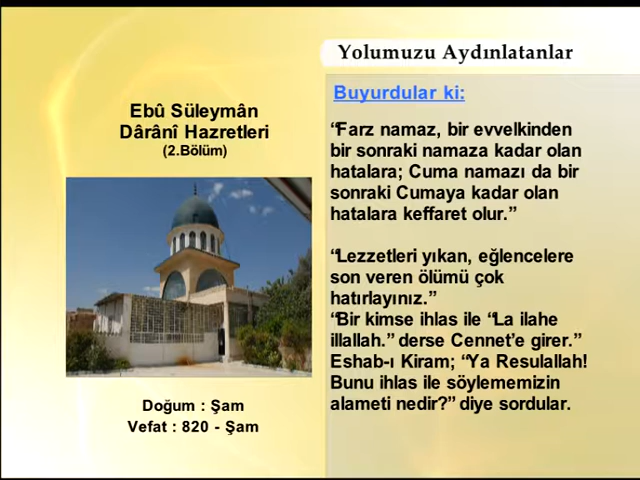 Yolumuzu Aydınlatanlar
Ebû Süleymân
Dârânî Hazretleri
(2.Bölüm)
Doğum : Şam
Vefat : 820 - Şam
Buyurdular ki:
“Farz namaz, bir evvelkinden
bir sonraki namaza kadar olan
hatalara; Cuma namazı da bir
sonraki Cumaya kadar olan
hatalara keffaret olur.”
“Lezzetleri yıkan, eğlencelere
son veren ölümü çok
hatırlayınız.”
“Bir kimse ihlas ile “La ilahe
illallah.” derse Cennet’e girer.”
Eshab-ı Kiram; “Ya Resulallah!
Bunu ihlas ile söylememizin
alameti nedir?” diye sordular.